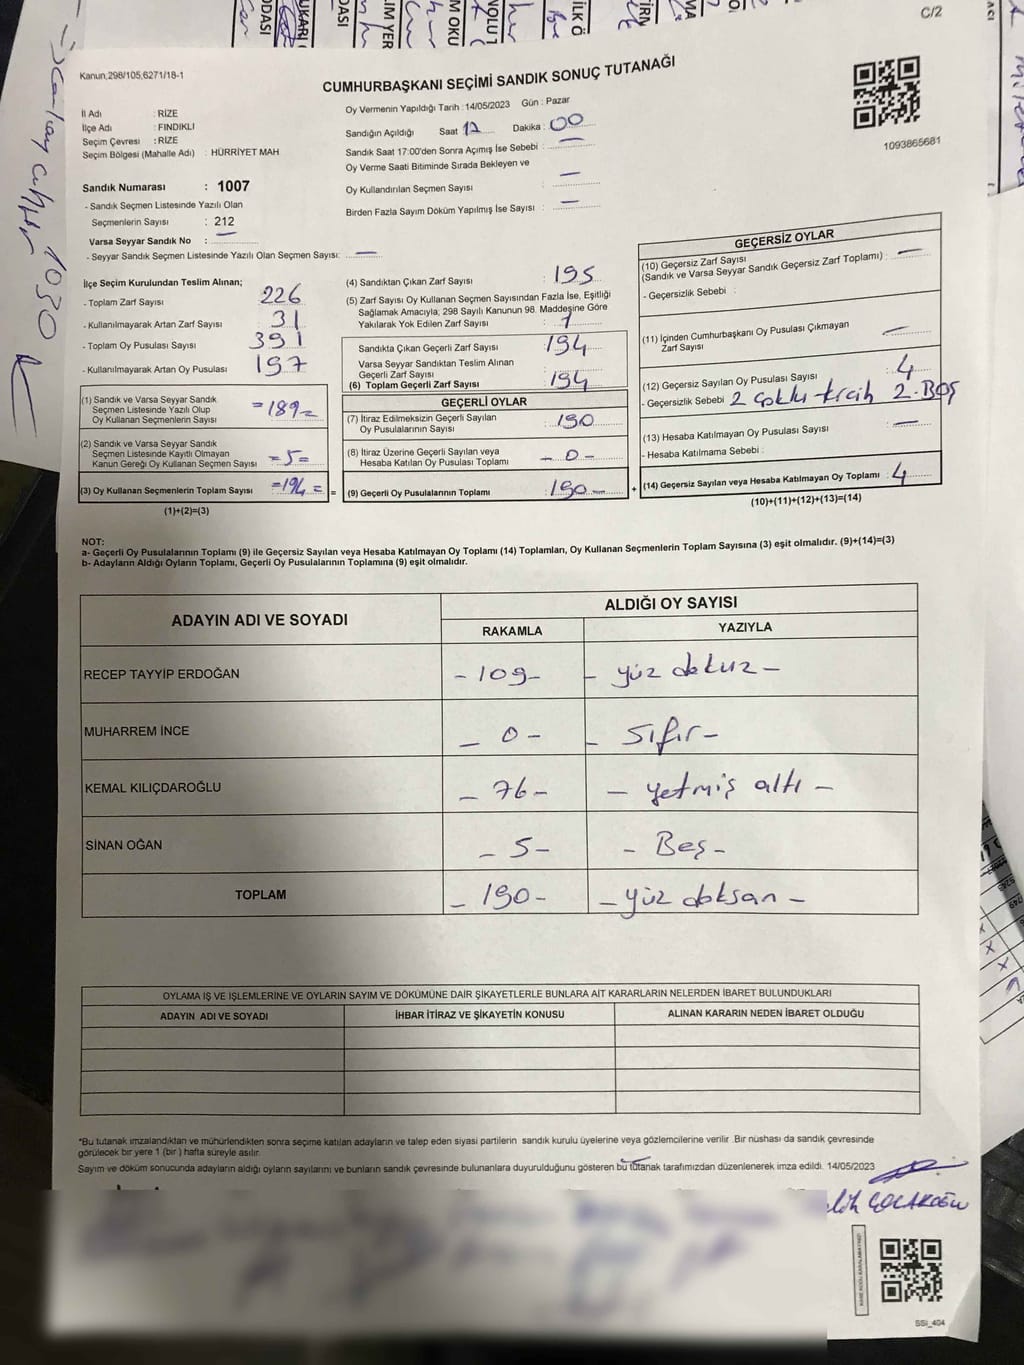 C/2
Kanun,298/105,6271/18-1
CUMHURBAŞKANI SEÇİMİ SANDIK SONUÇ TUTANAĞI
1093865681
İl Adı : RİZE
İlçe Adı : FINDIKLI
Seçim Çevresi : RİZE
Seçim Bölgesi (Mahalle Adı) : HÜRRİYET MAH
Sandık Numarası : 1007
- Sandık Seçmen Listesinde Yazılı Olan
Seçmenlerin Sayısı : 212
Varsa Seyyar Sandık No : —
- Seyyar Sandık Seçmen Listesinde Yazılı Olan Seçmen Sayısı: —
Oy Vermenin Yapıldığı Tarih : 14/05/2023 Gün : Pazar
Sandığın Açıldığı Saat 17 Dakika : 00
Sandık Saat 17:00'den Sonra Açımış İse Sebebi : —
Oy Verme Saati Bitiminde Sırada Bekleyen ve
Oy Kullandırılan Seçmen Sayısı : —
Birden Fazla Sayım Döküm Yapılmış İse Sayısı : —
İlçe Seçim Kurulundan Teslim Alınan;
- Toplam Zarf Sayısı 226
- Kullanılmayarak Artan Zarf Sayısı 31
- Toplam Oy Pusulası Sayısı 391
- Kullanılmayarak Artan Oy Pusulası 197
(1) Sandık ve Varsa Seyyar Sandık
Seçmen Listesinde Yazılı Olup
Oy Kullanan Seçmenlerin Sayısı =189=
(2) Sandık ve Varsa Seyyar Sandık
Seçmen Listesinde Kayıtlı Olmayan
Kanun Gereği Oy Kullanan Seçmen Sayısı =5=
(3) Oy Kullanan Seçmenlerin Toplam Sayısı =194=
(1)+(2)=(3)
(4) Sandıktan Çıkan Zarf Sayısı : 195
(5) Zarf Sayısı Oy Kullanan Seçmen Sayısından Fazla İse, Eşitliği
Sağlamak Amacıyla; 298 Sayılı Kanunun 98. Maddesine Göre
Yakılarak Yok Edilen Zarf Sayısı : 1
Sandıkta Çıkan Geçerli Zarf Sayısı : 194
Varsa Seyyar Sandıktan Teslim Alınan
Geçerli Zarf Sayısı
(6) Toplam Geçerli Zarf Sayısı : 194
GEÇERLİ OYLAR
(7) İtiraz Edilmeksizin Geçerli Sayılan
Oy Pusulalarının Sayısı : 190
(8) İtiraz Üzerine Geçerli Sayılan veya
Hesaba Katılan Oy Pusulası Toplamı - 0 -
= (9) Geçerli Oy Pusulalarının Toplamı : 190 +
GEÇERSİZ OYLAR
(10) Geçersiz Zarf Sayısı
(Sandık ve Varsa Seyyar Sandık Geçersiz Zarf Toplamı) : —
- Geçersizlik Sebebi :
(11) İçinden Cumhurbaşkanı Oy Pusulası Çıkmayan
Zarf Sayısı —
(12) Geçersiz Sayılan Oy Pusulası Sayısı : 4
- Geçersizlik Sebebi 2 çoklu tercih 2. Boş
(13) Hesaba Katılmayan Oy Pusulası Sayısı : —
- Hesaba Katılmama Sebebi :
(14) Geçersiz Sayılan veya Hesaba Katılmayan Oy Toplamı : 4
(10)+(11)+(12)+(13)=(14)
NOT:
a- Geçerli Oy Pusulalarının Toplamı (9) ile Geçersiz Sayılan veya Hesaba Katılmayan Oy Toplamı (14) Toplamları, Oy Kullanan Seçmenlerin Toplam Sayısına (3) eşit olmalıdır. (9)+(14)=(3)
b- Adayların Aldığı Oyların Toplamı, Geçerli Oy Pusulalarının Toplamına (9) eşit olmalıdır.
ADAYIN ADI VE SOYADI ALDIĞI OY SAYISI
RAKAMLA YAZIYLA
RECEP TAYYİP ERDOĞAN - 109 - - yüz dokuz -
MUHARREM İNCE - 0 - - Sıfır -
KEMAL KILIÇDAROĞLU - 76 - - yetmiş altı -
SİNAN OĞAN - 5 - - Beş -
TOPLAM - 190 - - yüz doksan -
OYLAMA İŞ VE İŞLEMLERİNE VE OYLARIN SAYIM VE DÖKÜMÜNE DAİR ŞİKAYETLERLE BUNLARA AİT KARARLARIN NELERDEN İBARET BULUNDUKLARI
ADAYIN ADI VE SOYADI İHBAR İTİRAZ VE ŞİKAYETİN KONUSU ALINAN KARARIN NEDEN İBARET OLDUĞU
*Bu tutanak imzalandıktan ve mühürlendikten sonra seçime katılan adayların ve talep eden siyasi partilerin sandık kurulu üyelerine veya gözlemcilerine verilir .Bir nüshası da sandık çevresinde
görülecek bir yere 1 (bir ) hafta süreyle asılır.
Sayım ve döküm sonucunda adayların aldığı oyların sayılarını ve bunların sandık çevresinde bulunanlara duyurulduğunu gösteren bu tutanak tarafımızdan düzenlenerek imza edildi. 14/05/2023
SSİ_404